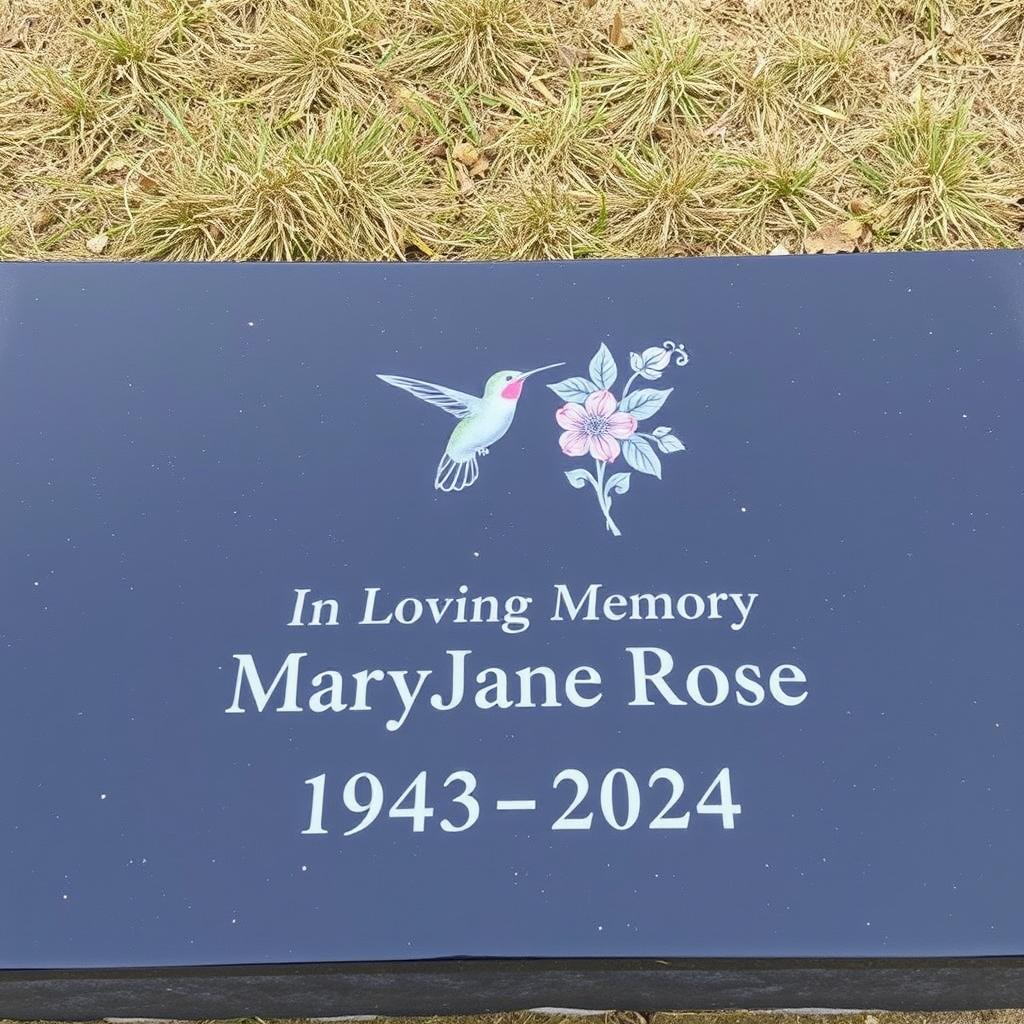 In Loving Memory
MaryJane Rose
1943-2024